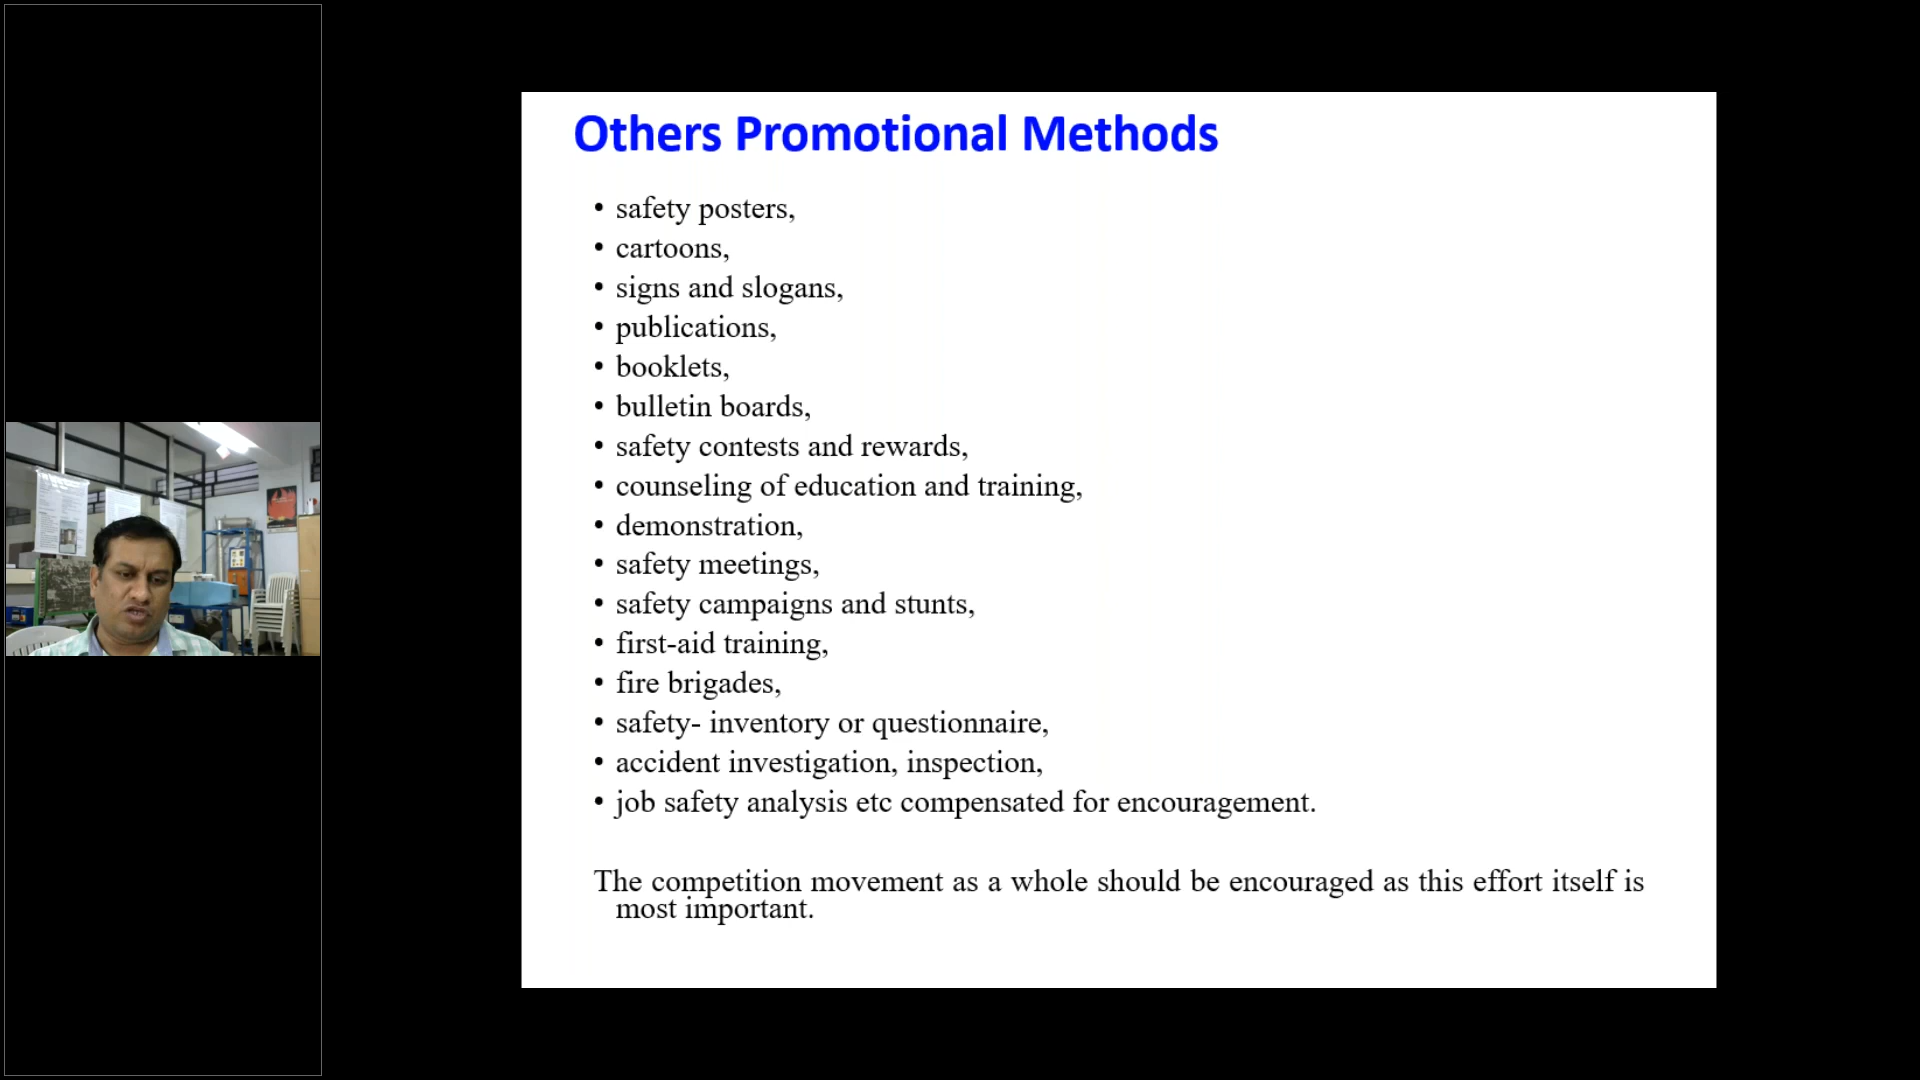 Others Promotional Methods
• safety posters,
• cartoons,
• signs and slogans,
• publications,
• booklets,
• bulletin boards,
• safety contests and rewards,
• counseling of education and training,
• demonstration,
• safety meetings,
• safety campaigns and stunts,
• first-aid training,
• fire brigades,
• safety- inventory or questionnaire,
• accident investigation, inspection,
• job safety analysis etc compensated for encouragement.
The competition movement as a whole should be encouraged as this effort itself is
most important.